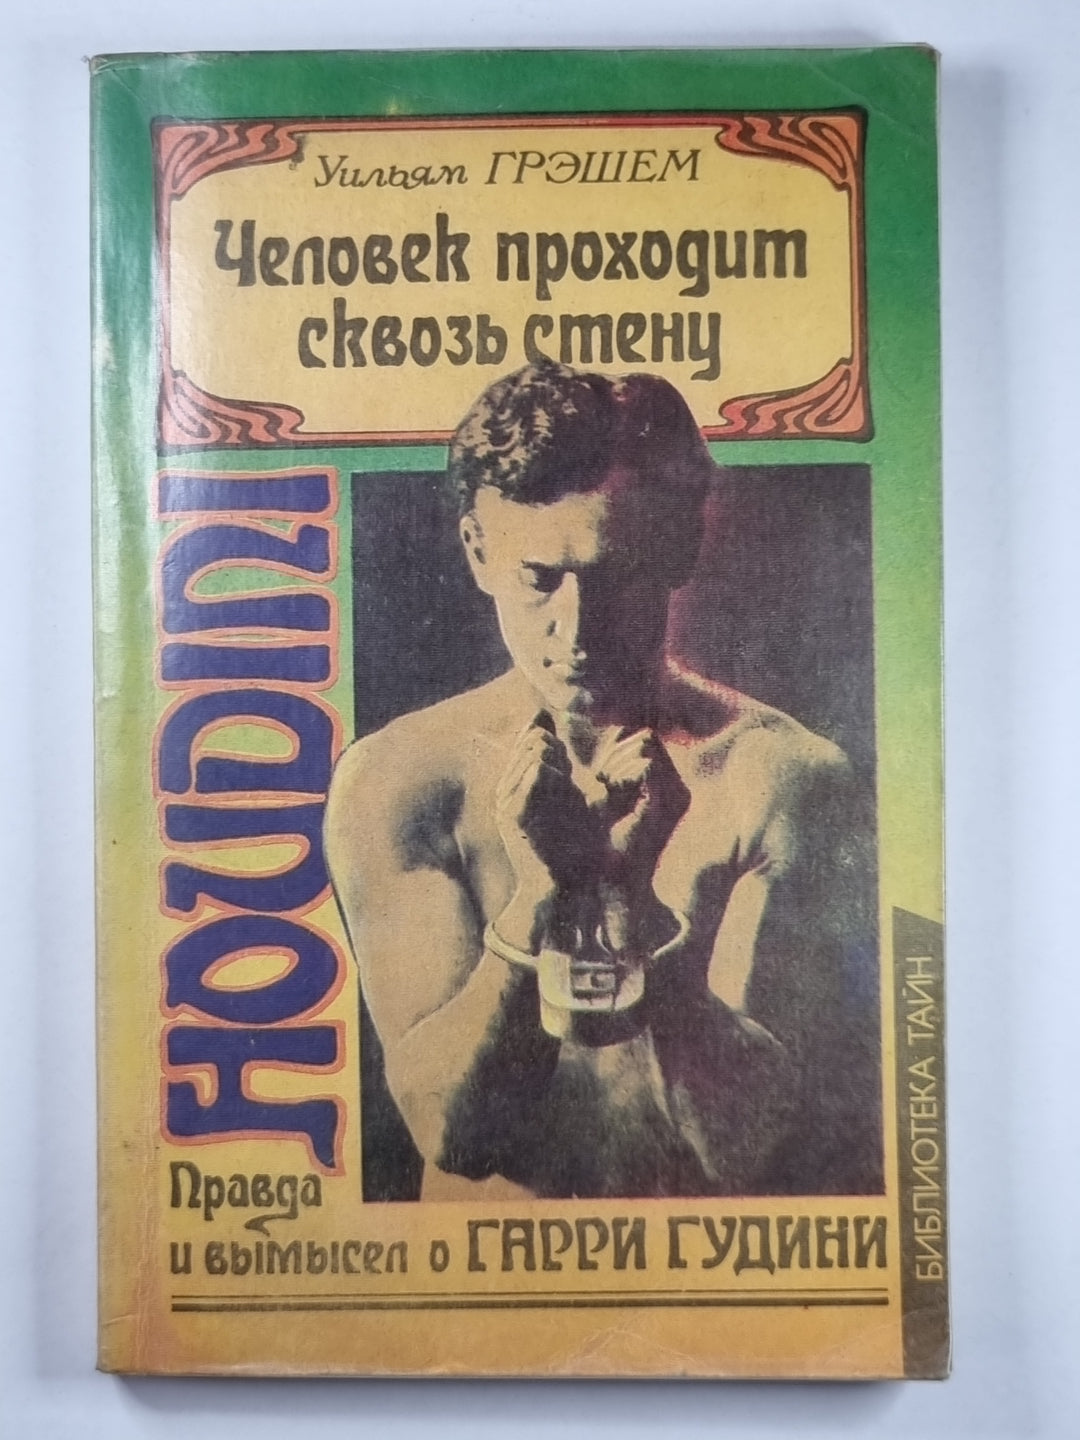 Уильям ГРЭШЕМ
Человек проходит
сквозь стену
HOUDINI
Правда
и вымысел о ГАРРИ ГУДИНИ
БИБЛИОТЕКА ТАЙН